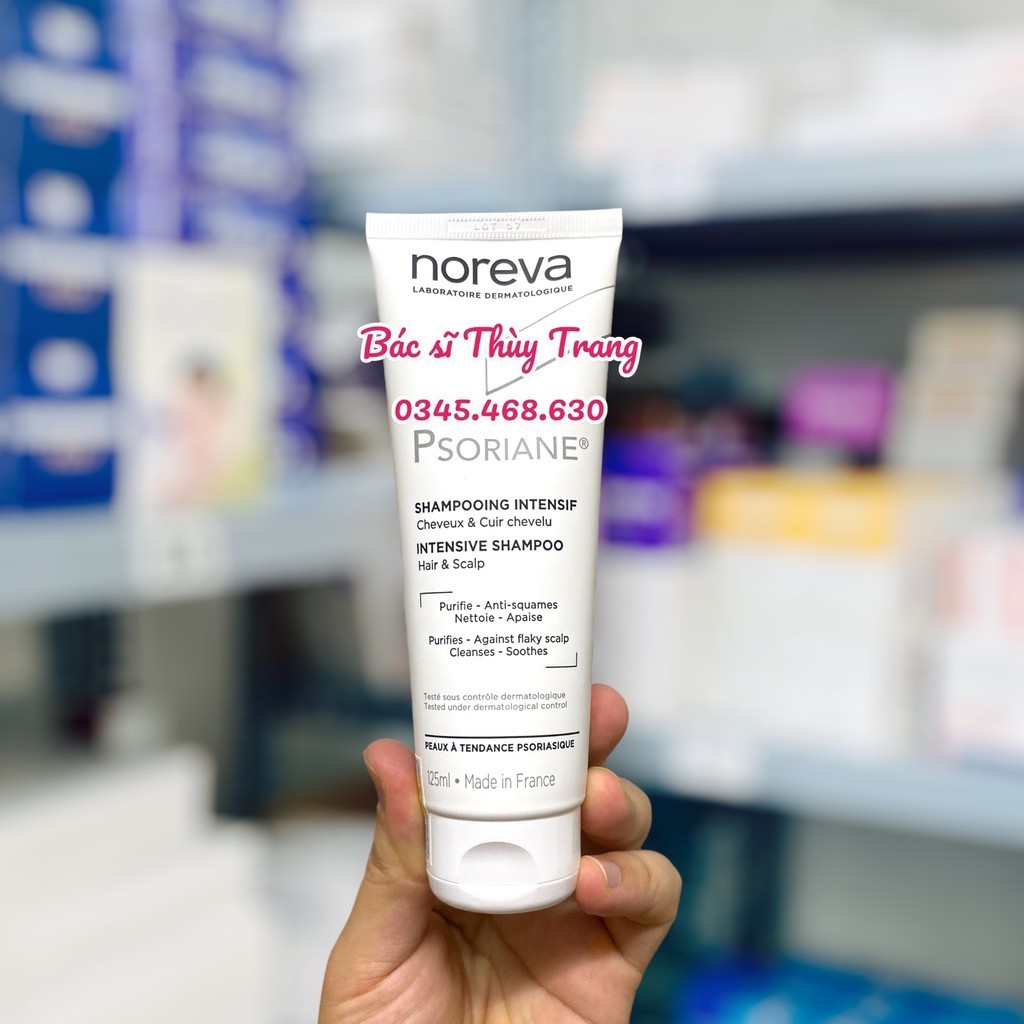 LOT 57
noreva
LABORATOIRE DERMATOLOGIQUE
Bác sĩ Thùy Trang
0345.468.630
PSORIANE®
SHAMPOOING INTENSIF
Cheveux & Cuir chevelu
INTENSIVE SHAMPOO
Hair & Scalp
Purifie - Anti-squames
Nettoie - Apaise
Purifies - Against flaky scalp
Cleanses - Soothes
Testé sous contrôle dermatologique
Tested under dermatological control
PEAUX À TENDANCE PSORIASIQUE
125ml • Made in France